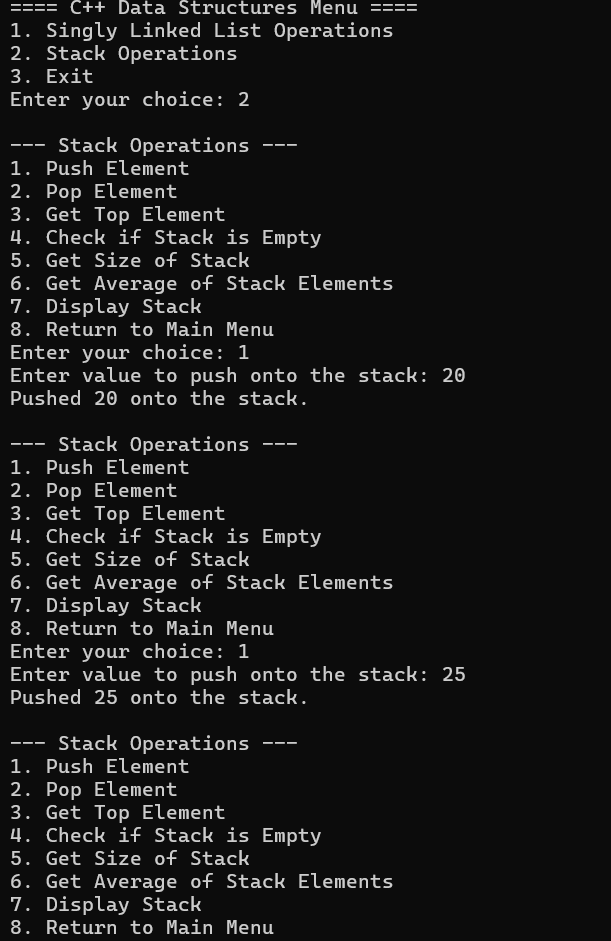 ==== C++ Data Structures Menu ====
1. Singly Linked List Operations
2. Stack Operations
3. Exit
Enter your choice: 2

--- Stack Operations ---
1. Push Element
2. Pop Element
3. Get Top Element
4. Check if Stack is Empty
5. Get Size of Stack
6. Get Average of Stack Elements
7. Display Stack
8. Return to Main Menu
Enter your choice: 1
Enter value to push onto the stack: 20
Pushed 20 onto the stack.

--- Stack Operations ---
1. Push Element
2. Pop Element
3. Get Top Element
4. Check if Stack is Empty
5. Get Size of Stack
6. Get Average of Stack Elements
7. Display Stack
8. Return to Main Menu
Enter your choice: 1
Enter value to push onto the stack: 25
Pushed 25 onto the stack.

--- Stack Operations ---
1. Push Element
2. Pop Element
3. Get Top Element
4. Check if Stack is Empty
5. Get Size of Stack
6. Get Average of Stack Elements
7. Display Stack
8. Return to Main Menu